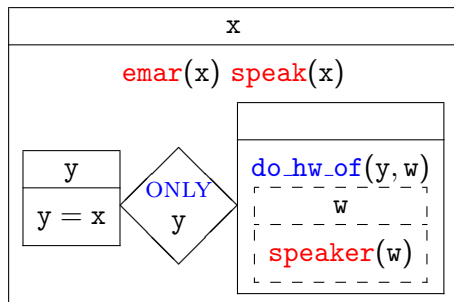 x
emar(x) speak(x)
y
y = x
ONLY
y
do_hw_of(y, w)
w
speaker(w)